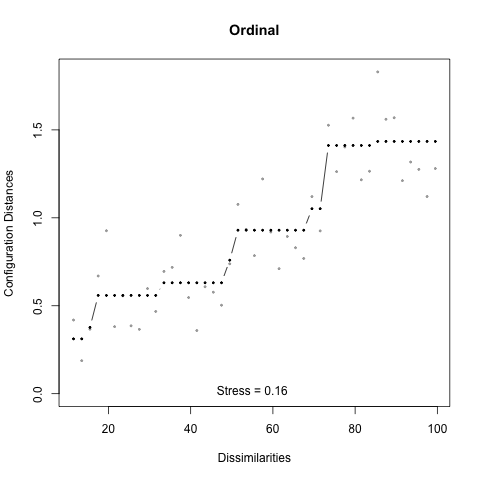 Ordinal
Configuration Distances
1.5
1.0
0.5
0.0
Stress = 0.16
20 40 60 80 100
Dissimilarities